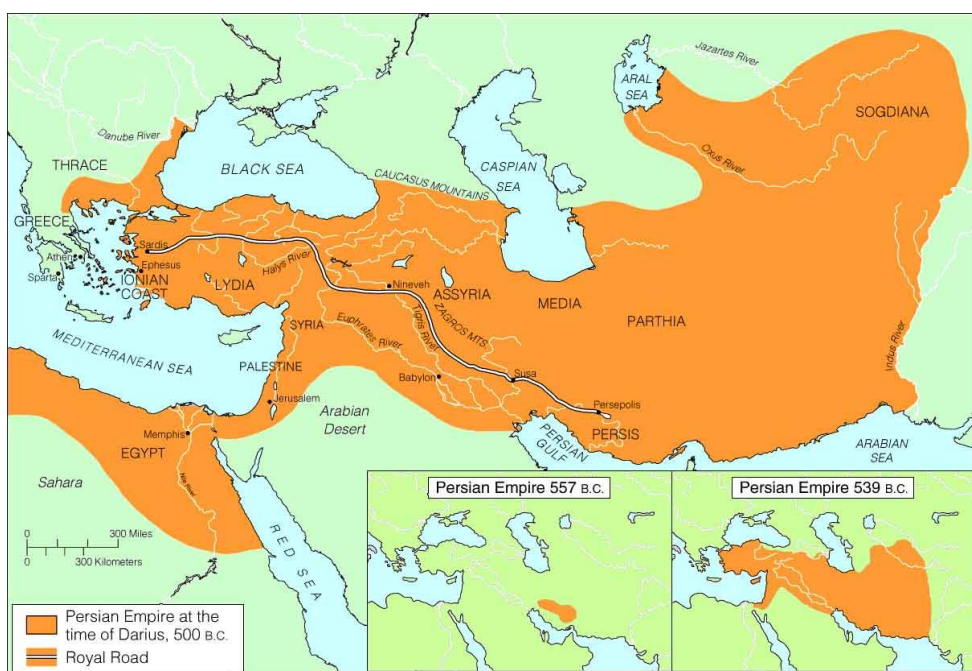 Jazartes River
ARAL
SEA
SOGDIANA
Danube River
Oxus River
THRACE
BLACK SEA
CASPIAN
SEA
CAUCASUS MOUNTAINS
GREECE
Sardis
Athens
Ephesus
Sparta
IONIAN
COAST
LYDIA
Halys River
Nineveh
ASSYRIA
MEDIA
PARTHIA
Indus River
SYRIA
Euphrates River
Tigris River
ZAGROS MTS.
MEDITERRANEAN SEA
PALESTINE
Babylon
Susa
Jerusalem
Persepolis
Arabian
Desert
Memphis
PERSIS
PERSIAN
GULF
ARABIAN
SEA
EGYPT
Sahara
Nile River
RED SEA
0 300 Miles
0 300 Kilometers
Persian Empire 557 B.C.
Persian Empire 539 B.C.
Persian Empire at the
time of Darius, 500 B.C.
Royal Road